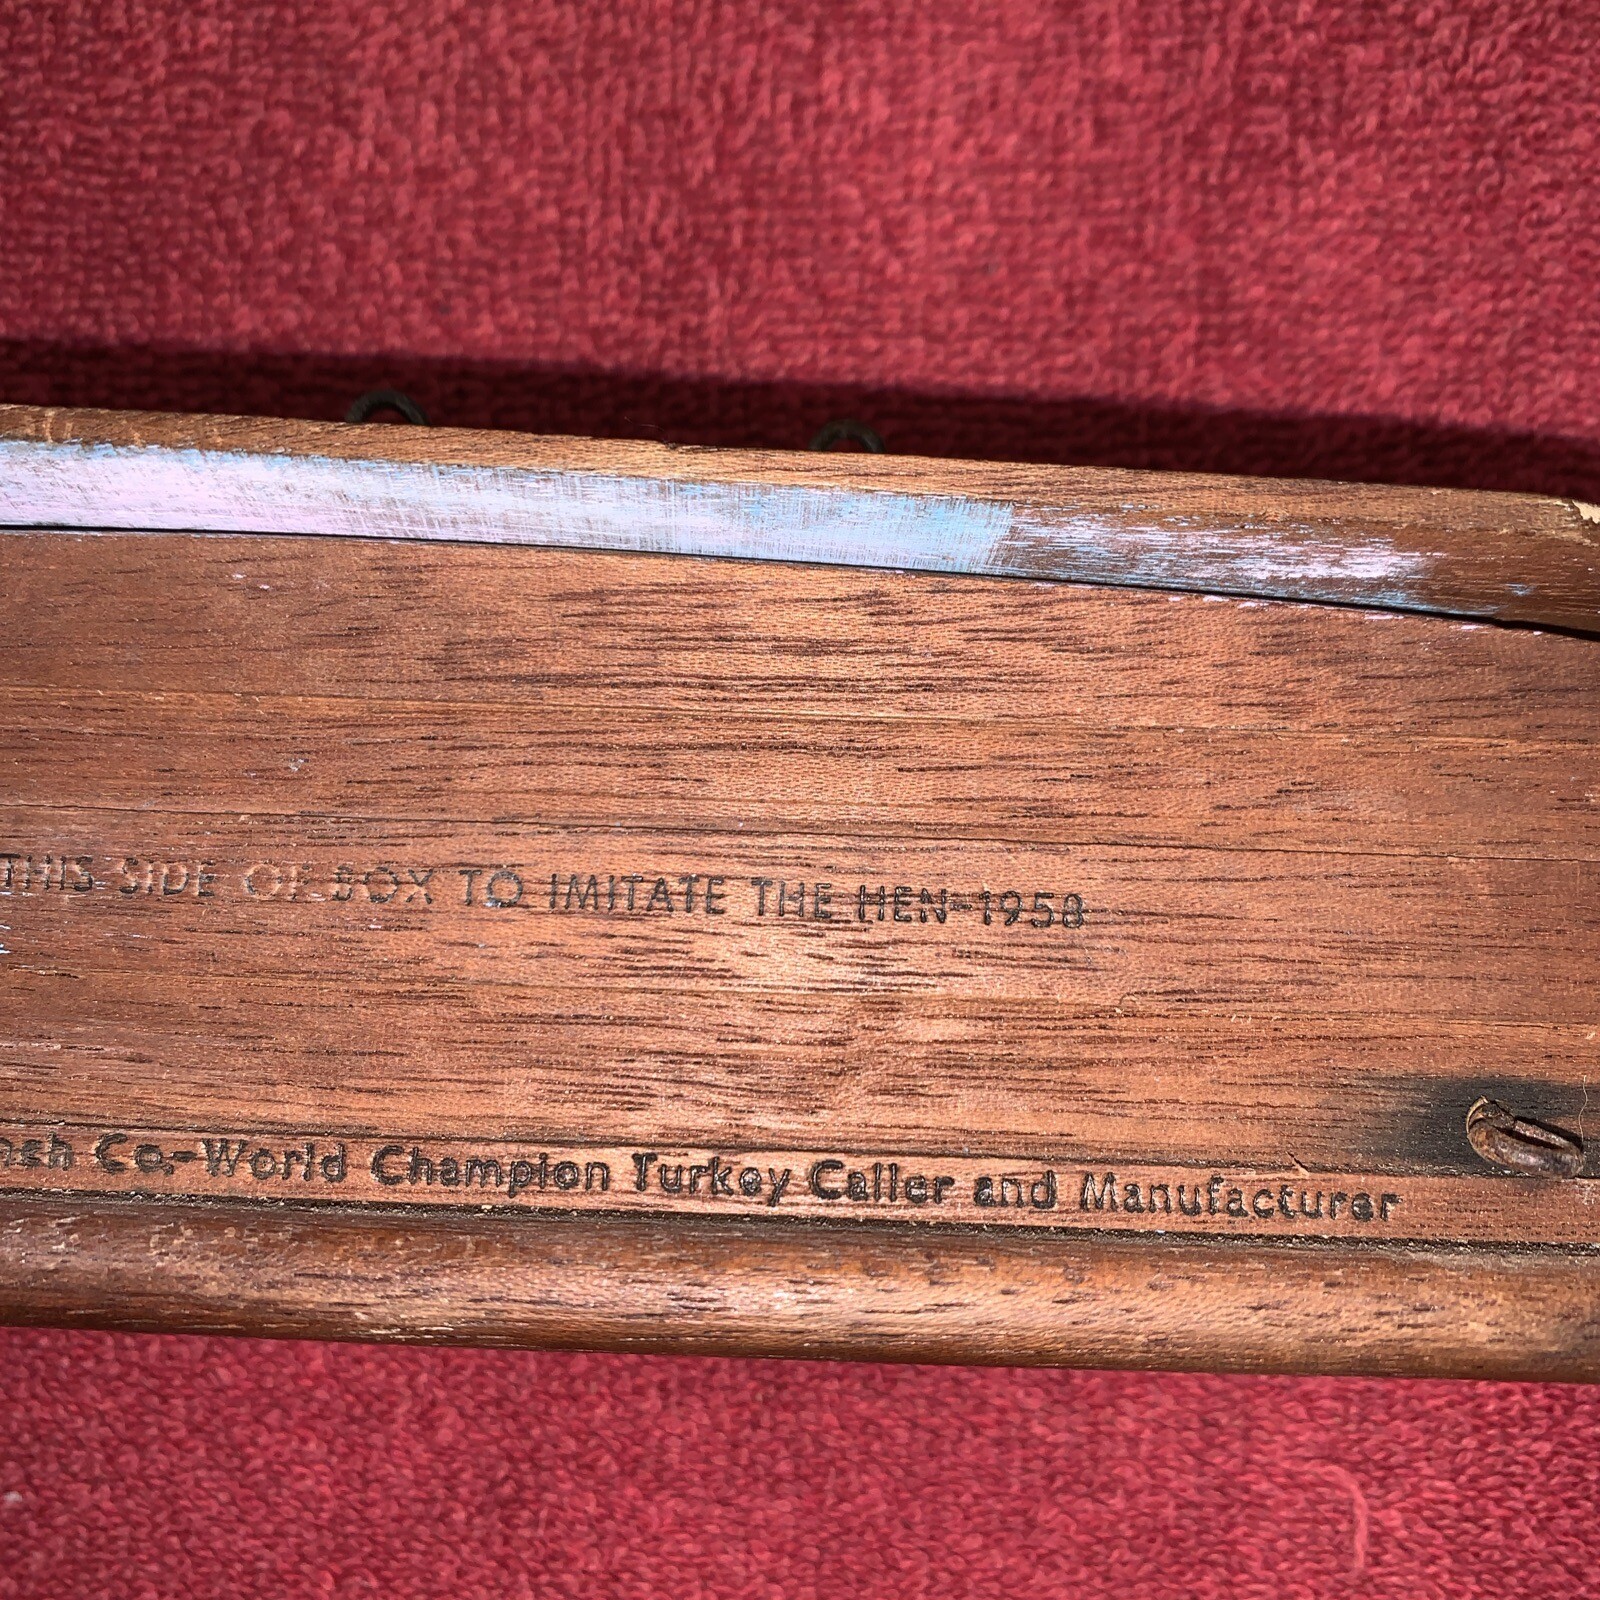 THIS SIDE OF BOX TO IMITATE THE HEN-1958
Co.-World Champion Turkey Caller and Manufacturer